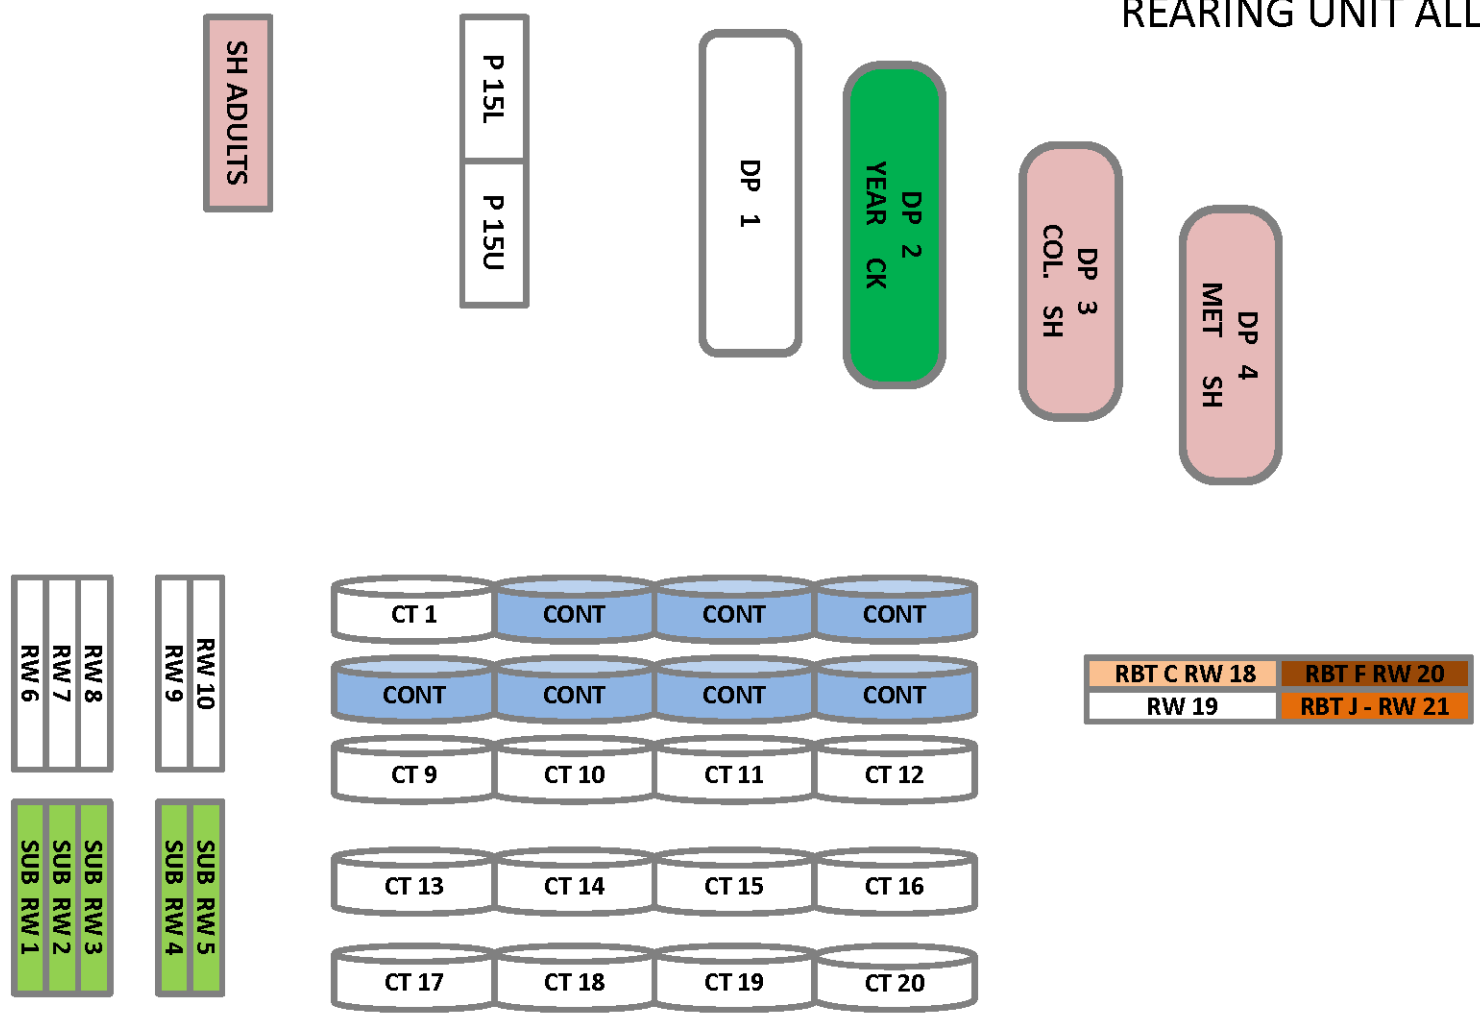 REARING UNIT ALL
SH ADULTS
P 15L
P 15U
DP 1
DP 2
YEAR CK
DP 3
COL. SH
DP 4
MET SH
RW 6
RW 7
RW 8
RW 9
RW 10
CT 1
CONT
CONT
CONT
CONT
CONT
CONT
CONT
CT 9
CT 10
CT 11
CT 12
RBT C RW 18
RBT F RW 20
RW 19
RBT J - RW 21
SUB RW 1
SUB RW 2
SUB RW 3
SUB RW 4
SUB RW 5
CT 13
CT 14
CT 15
CT 16
CT 17
CT 18
CT 19
CT 20